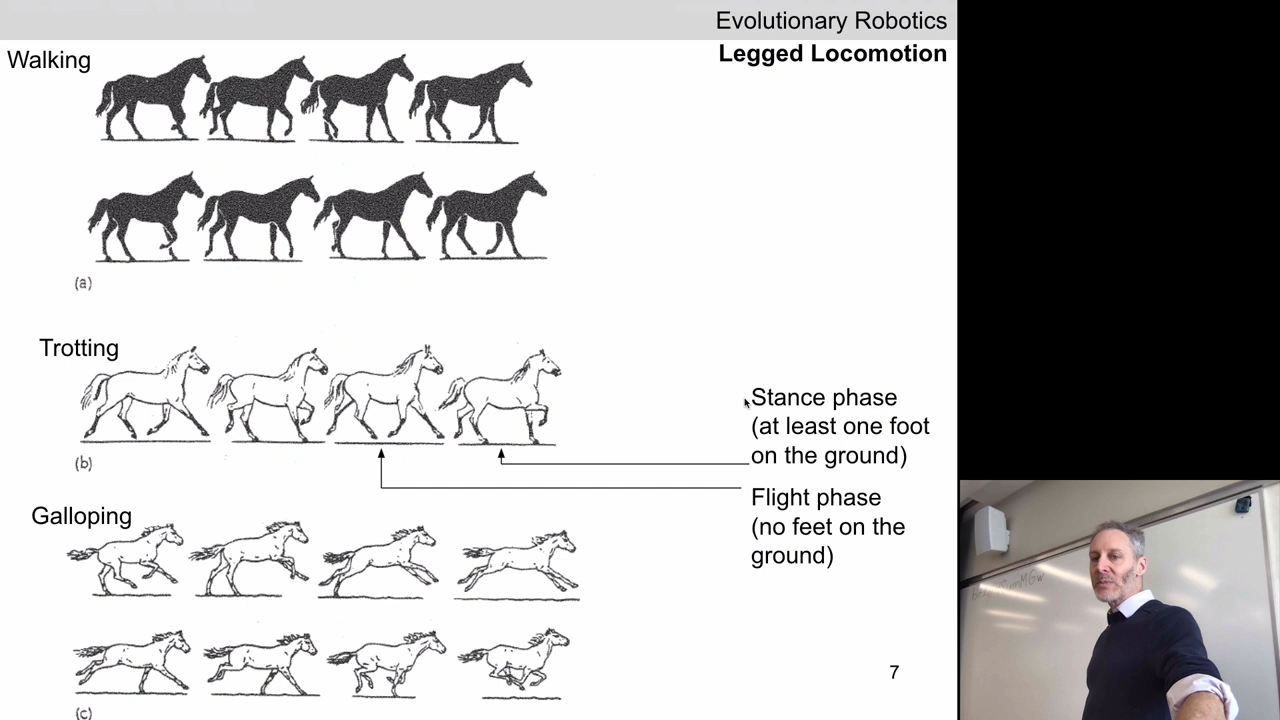 Evolutionary Robotics
Legged Locomotion
Walking
(a)
Trotting
Stance phase
(at least one foot
on the ground)
(b)
Flight phase
(no feet on the
ground)
Galloping
7
(c)